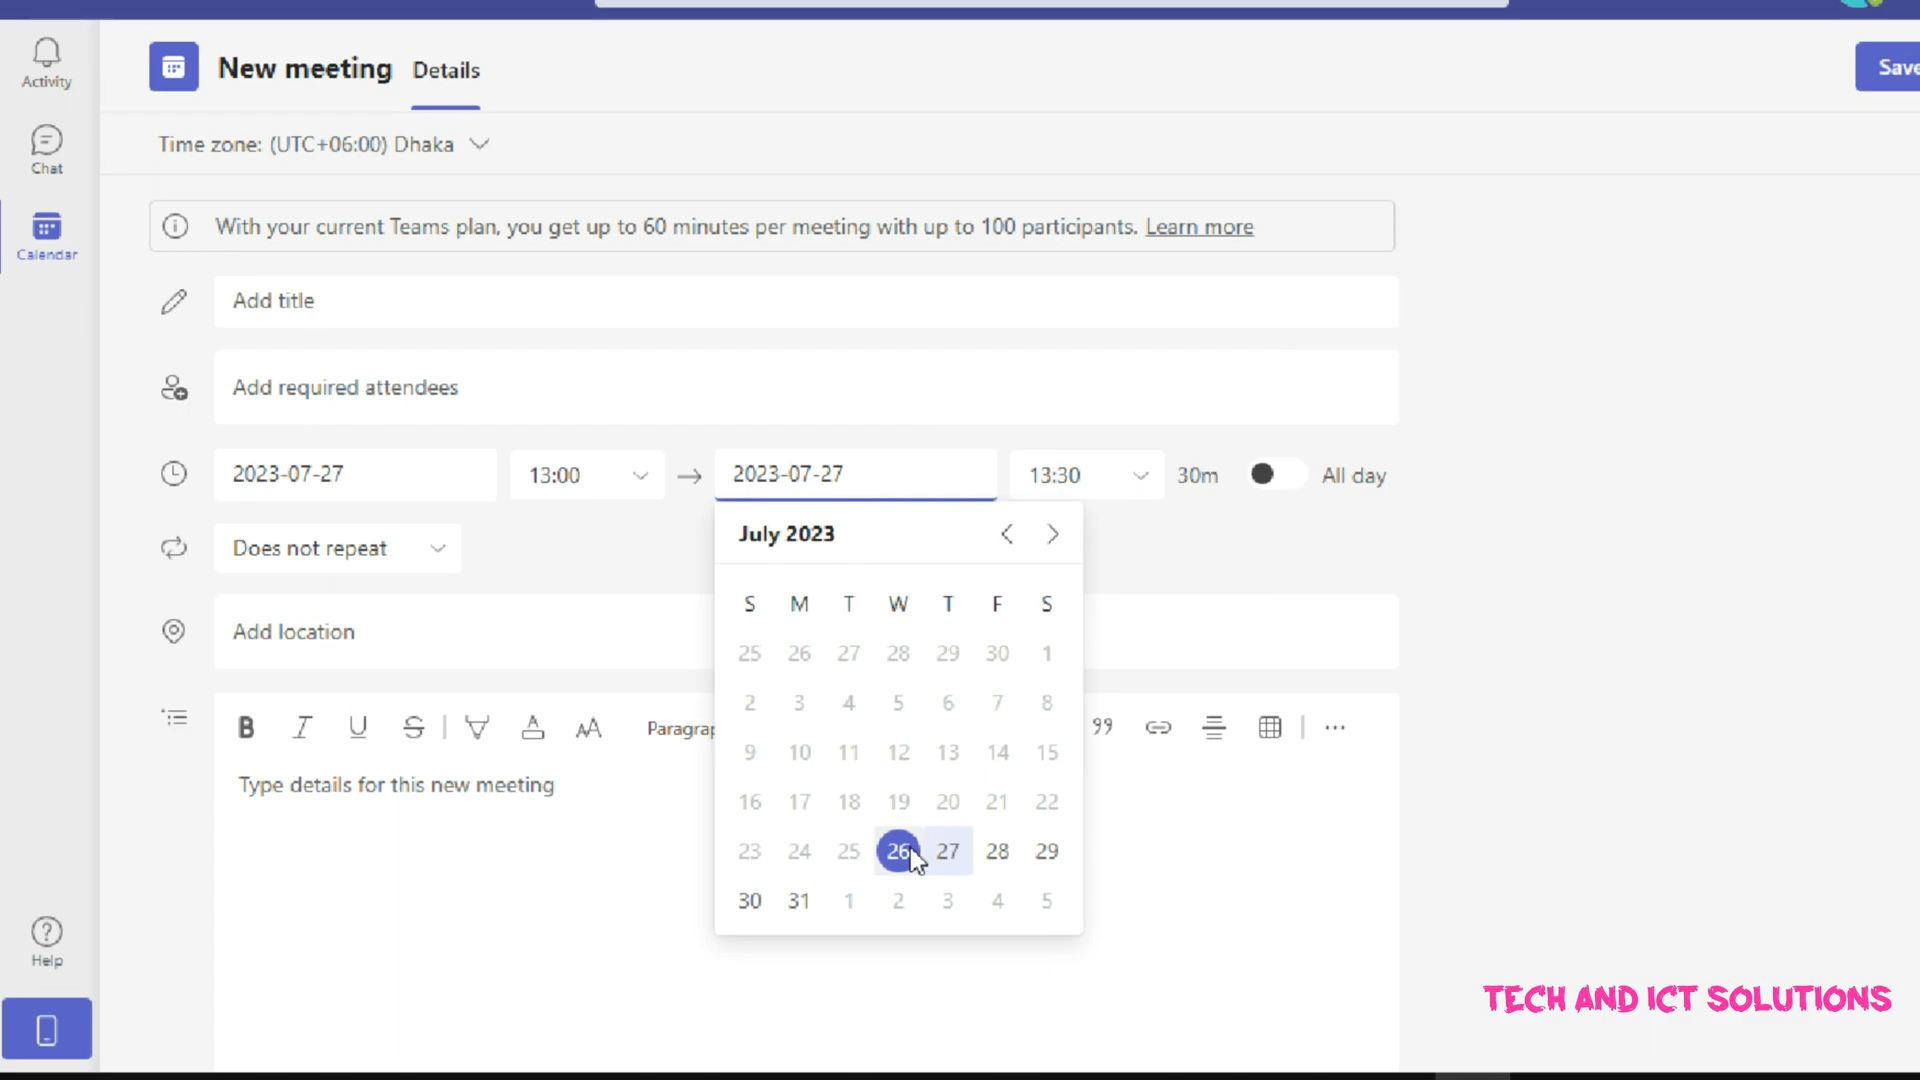 Activity
Chat
Calendar
Help
New meeting Details
Save
Time zone: (UTC+06:00) Dhaka
With your current Teams plan, you get up to 60 minutes per meeting with up to 100 participants. Learn more
Add title
Add required attendees
2023-07-27 13:00 2023-07-27 13:30 30m All day
Does not repeat
July 2023
S M T W T F S
25 26 27 28 29 30 1
2 3 4 5 6 7 8
9 10 11 12 13 14 15
16 17 18 19 20 21 22
23 24 25 26 27 28 29
30 31 1 2 3 4 5
Add location
Paragrap
Type details for this new meeting
TECH AND ICT SOLUTIONS